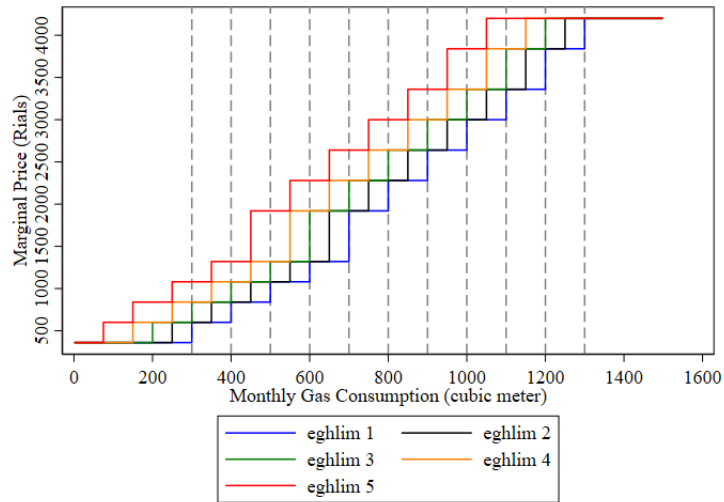 Marginal Price (Rials)
4000
3500
3000
2500
2000
1500
1000
500
0 200 400 600 800 1000 1200 1400 1600
Monthly Gas Consumption (cubic meter)
eghlim 1 eghlim 2
eghlim 3 eghlim 4
eghlim 5